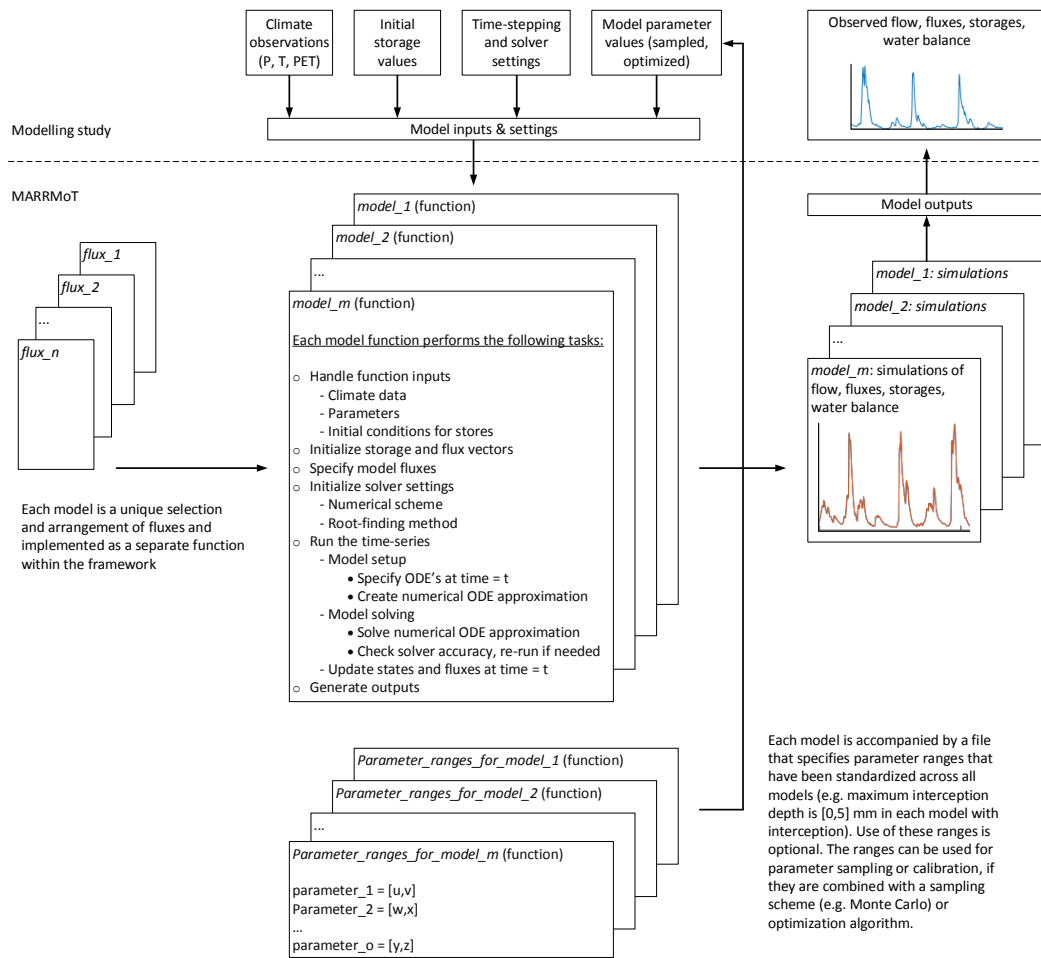 Climate
observations
(P, T, PET)
Initial
storage
values
Time-stepping
and solver
settings
Model parameter
values (sampled,
optimized)
Observed flow, fluxes, storages,
water balance
Model inputs & settings
Modelling study
MARRMoT
Model outputs
flux_1
flux_2
...
flux_n
Each model is a unique selection
and arrangement of fluxes and
implemented as a separate function
within the framework
model_1 (function)
model_2 (function)
...
model_m (function)
Each model function performs the following tasks:
○ Handle function inputs
- Climate data
- Parameters
- Initial conditions for stores
○ Initialize storage and flux vectors
○ Specify model fluxes
○ Initialize solver settings
- Numerical scheme
- Root-finding method
○ Run the time-series
- Model setup
• Specify ODE's at time = t
• Create numerical ODE approximation
- Model solving
• Solve numerical ODE approximation
• Check solver accuracy, re-run if needed
- Update states and fluxes at time = t
○ Generate outputs
model_1: simulations
model_2: simulations
...
model_m: simulations of
flow, fluxes, storages,
water balance
Parameter_ranges_for_model_1 (function)
Parameter_ranges_for_model_2 (function)
...
Parameter_ranges_for_model_m (function)
parameter_1 = [u,v]
Parameter_2 = [w,x]
...
parameter_o = [y,z]
Each model is accompanied by a file
that specifies parameter ranges that
have been standardized across all
models (e.g. maximum interception
depth is [0,5] mm in each model with
interception). Use of these ranges is
optional. The ranges can be used for
parameter sampling or calibration, if
they are combined with a sampling
scheme (e.g. Monte Carlo) or
optimization algorithm.